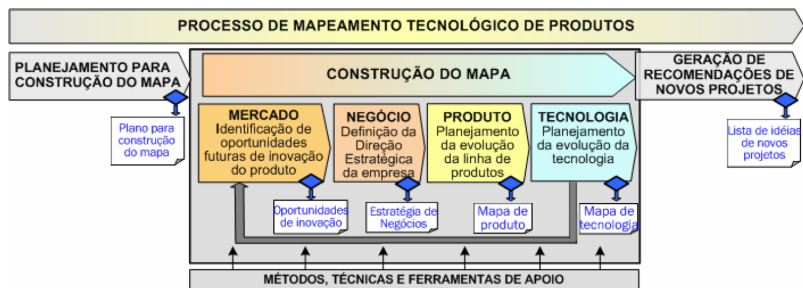 PROCESSO DE MAPEAMENTO TECNOLÓGICO DE PRODUTOS
PLANEJAMENTO PARA
CONSTRUÇÃO DO MAPA
CONSTRUÇÃO DO MAPA
GERAÇÃO DE
RECOMENDAÇÕES DE
NOVOS PROJETOS
Plano para
construção
do mapa
MERCADO
Identificação de
oportunidades
futuras de inovação
do produto
NEGÓCIO
Definição da
Direção
Estratégica
da empresa
PRODUTO
Planejamento
da evolução
da linha de
produtos
TECNOLOGIA
Planejamento
da evolução da
tecnologia
Lista de idéias
de novos
projetos
Oportunidades
de inovação
Estratégia de
Negócios
Mapa de
produto
Mapa de
tecnologia
MÉTODOS, TÉCNICAS E FERRAMENTAS DE APOIO